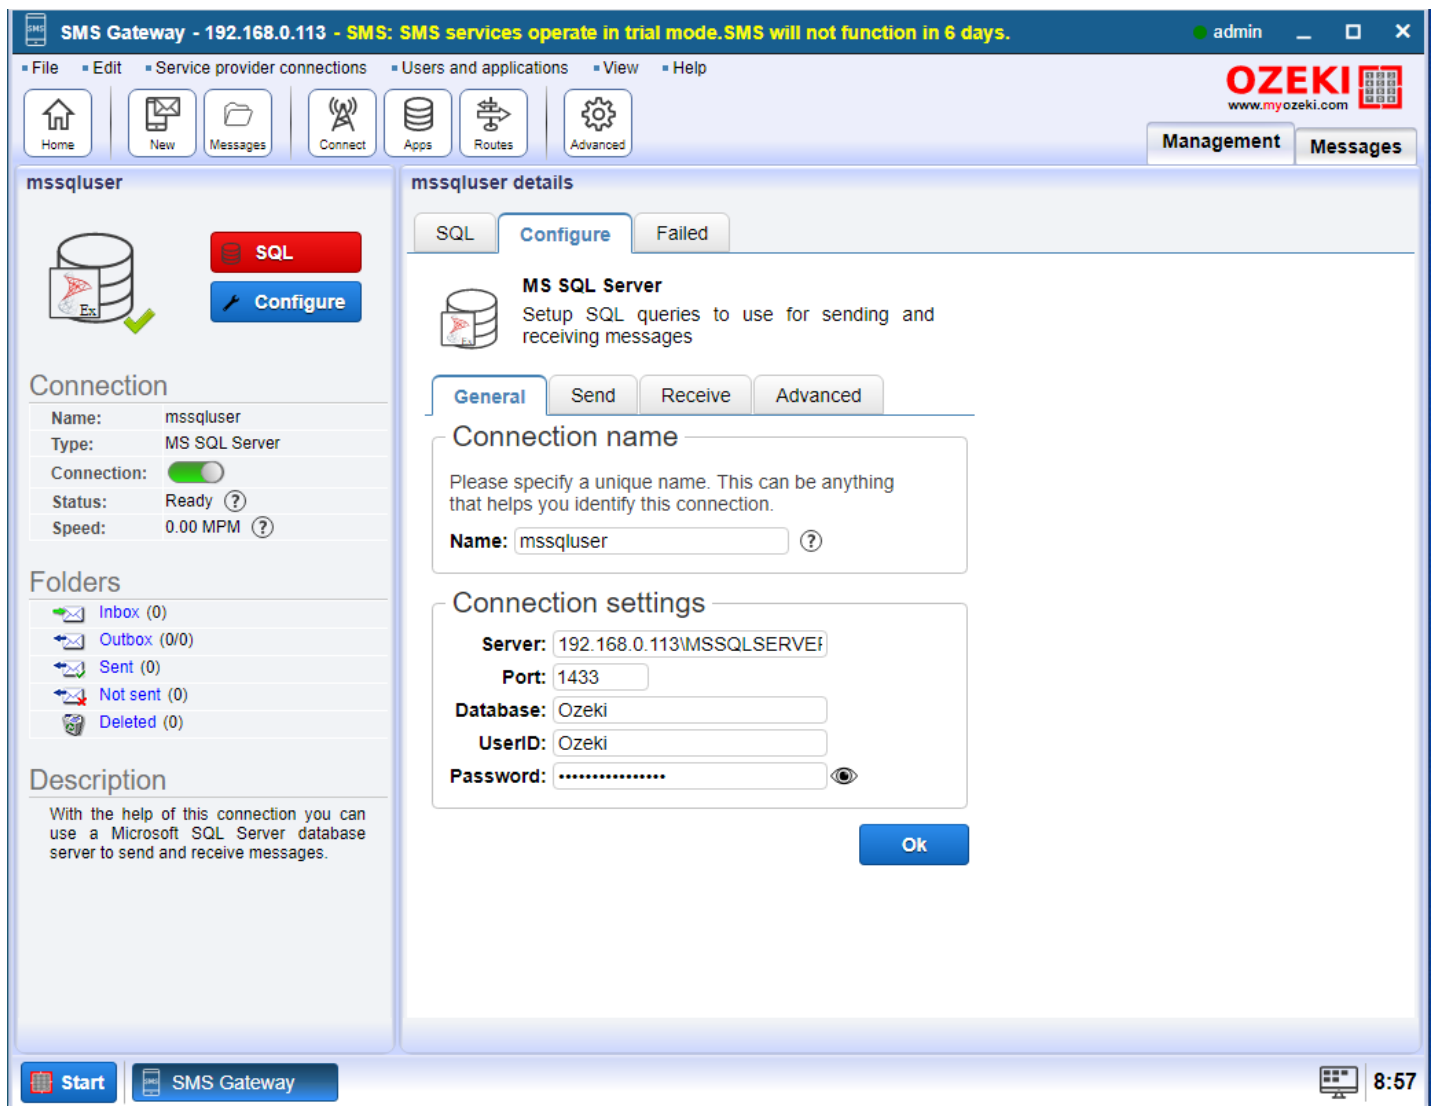 SMS Gateway - 192.168.0.113 - SMS: SMS services operate in trial mode.SMS will not function in 6 days.
admin
File Edit Service provider connections Users and applications View Help
OZEKI
www.myozeki.com
Home New Messages Connect Apps Routes Advanced
Management Messages
mssqluser
SQL
Configure
Connection
Name: mssqluser
Type: MS SQL Server
Connection:
Status: Ready ?
Speed: 0.00 MPM ?
Folders
Inbox (0)
Outbox (0/0)
Sent (0)
Not sent (0)
Deleted (0)
Description
With the help of this connection you can
use a Microsoft SQL Server database
server to send and receive messages.
mssqluser details
SQL Configure Failed
MS SQL Server
Setup SQL queries to use for sending and
receiving messages
General Send Receive Advanced
Connection name
Please specify a unique name. This can be anything
that helps you identify this connection.
Name: mssqluser ?
Connection settings
Server: 192.168.0.113\MSSQLSERVER
Port: 1433
Database: Ozeki
UserID: Ozeki
Password: •••••••••••••••
Ok
Start SMS Gateway 8:57